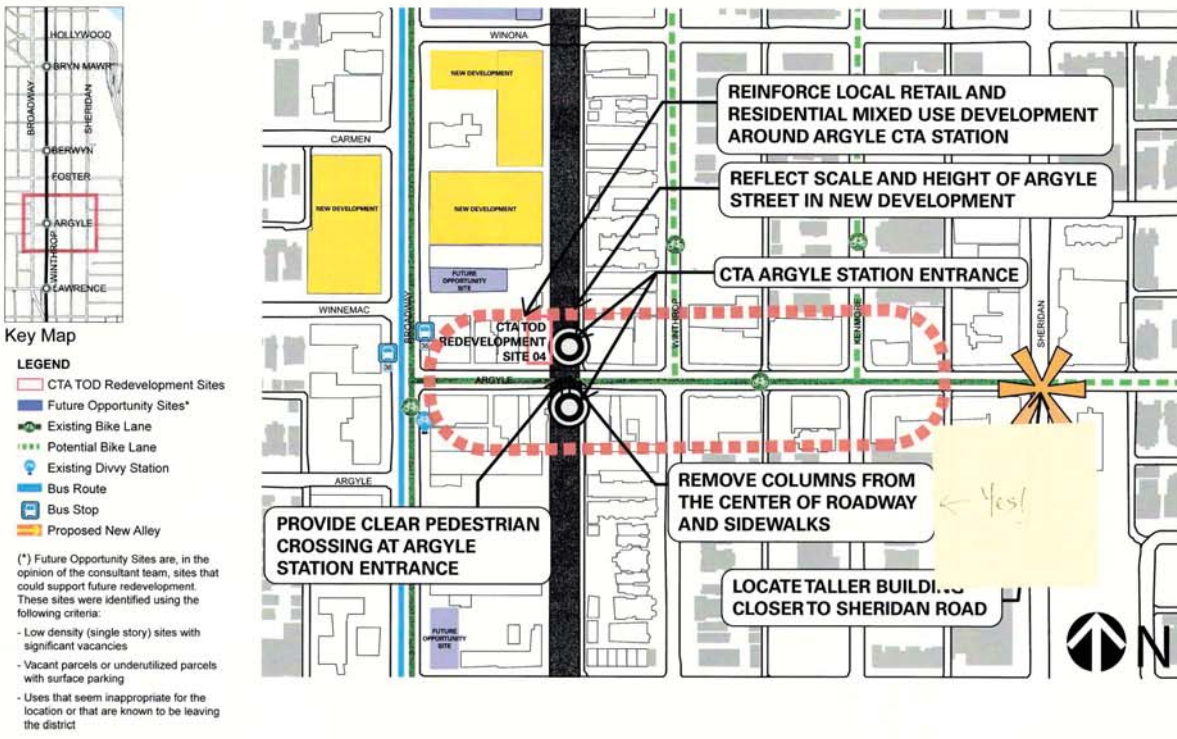 HOLLYWOOD
BRYN MAWR
BROADWAY
SHERIDAN
BERWYN
FOSTER
ARGYLE
WINTHROP
LAWRENCE
Key Map
LEGEND
CTA TOD Redevelopment Sites
Future Opportunity Sites*
Existing Bike Lane
Potential Bike Lane
Existing Divvy Station
Bus Route
Bus Stop
Proposed New Alley
(*) Future Opportunity Sites are, in the
opinion of the consultant team, sites that
could support future redevelopment.
These sites were identified using the
following criteria:
- Low density (single story) sites with
significant vacancies
- Vacant parcels or underutilized parcels
with surface parking
- Uses that seem inappropriate for the
location or that are known to be leaving
the district
WINONA
NEW DEVELOPMENT
CARMEN
NEW DEVELOPMENT
NEW DEVELOPMENT
FUTURE
OPPORTUNITY
SITE
WINNEMAC
BROADWAY
CTA TOD
REDEVELOPMENT
SITE 04
ARGYLE
WINTHROP
KENMORE
SHERIDAN
36
36
ARGYLE
REINFORCE LOCAL RETAIL AND
RESIDENTIAL MIXED USE DEVELOPMENT
AROUND ARGYLE CTA STATION
REFLECT SCALE AND HEIGHT OF ARGYLE
STREET IN NEW DEVELOPMENT
CTA ARGYLE STATION ENTRANCE
REMOVE COLUMNS FROM
THE CENTER OF ROADWAY
AND SIDEWALKS
← Yes!
PROVIDE CLEAR PEDESTRIAN
CROSSING AT ARGYLE
STATION ENTRANCE
LOCATE TALLER BUILDING
CLOSER TO SHERIDAN ROAD
FUTURE
OPPORTUNITY
SITE
N